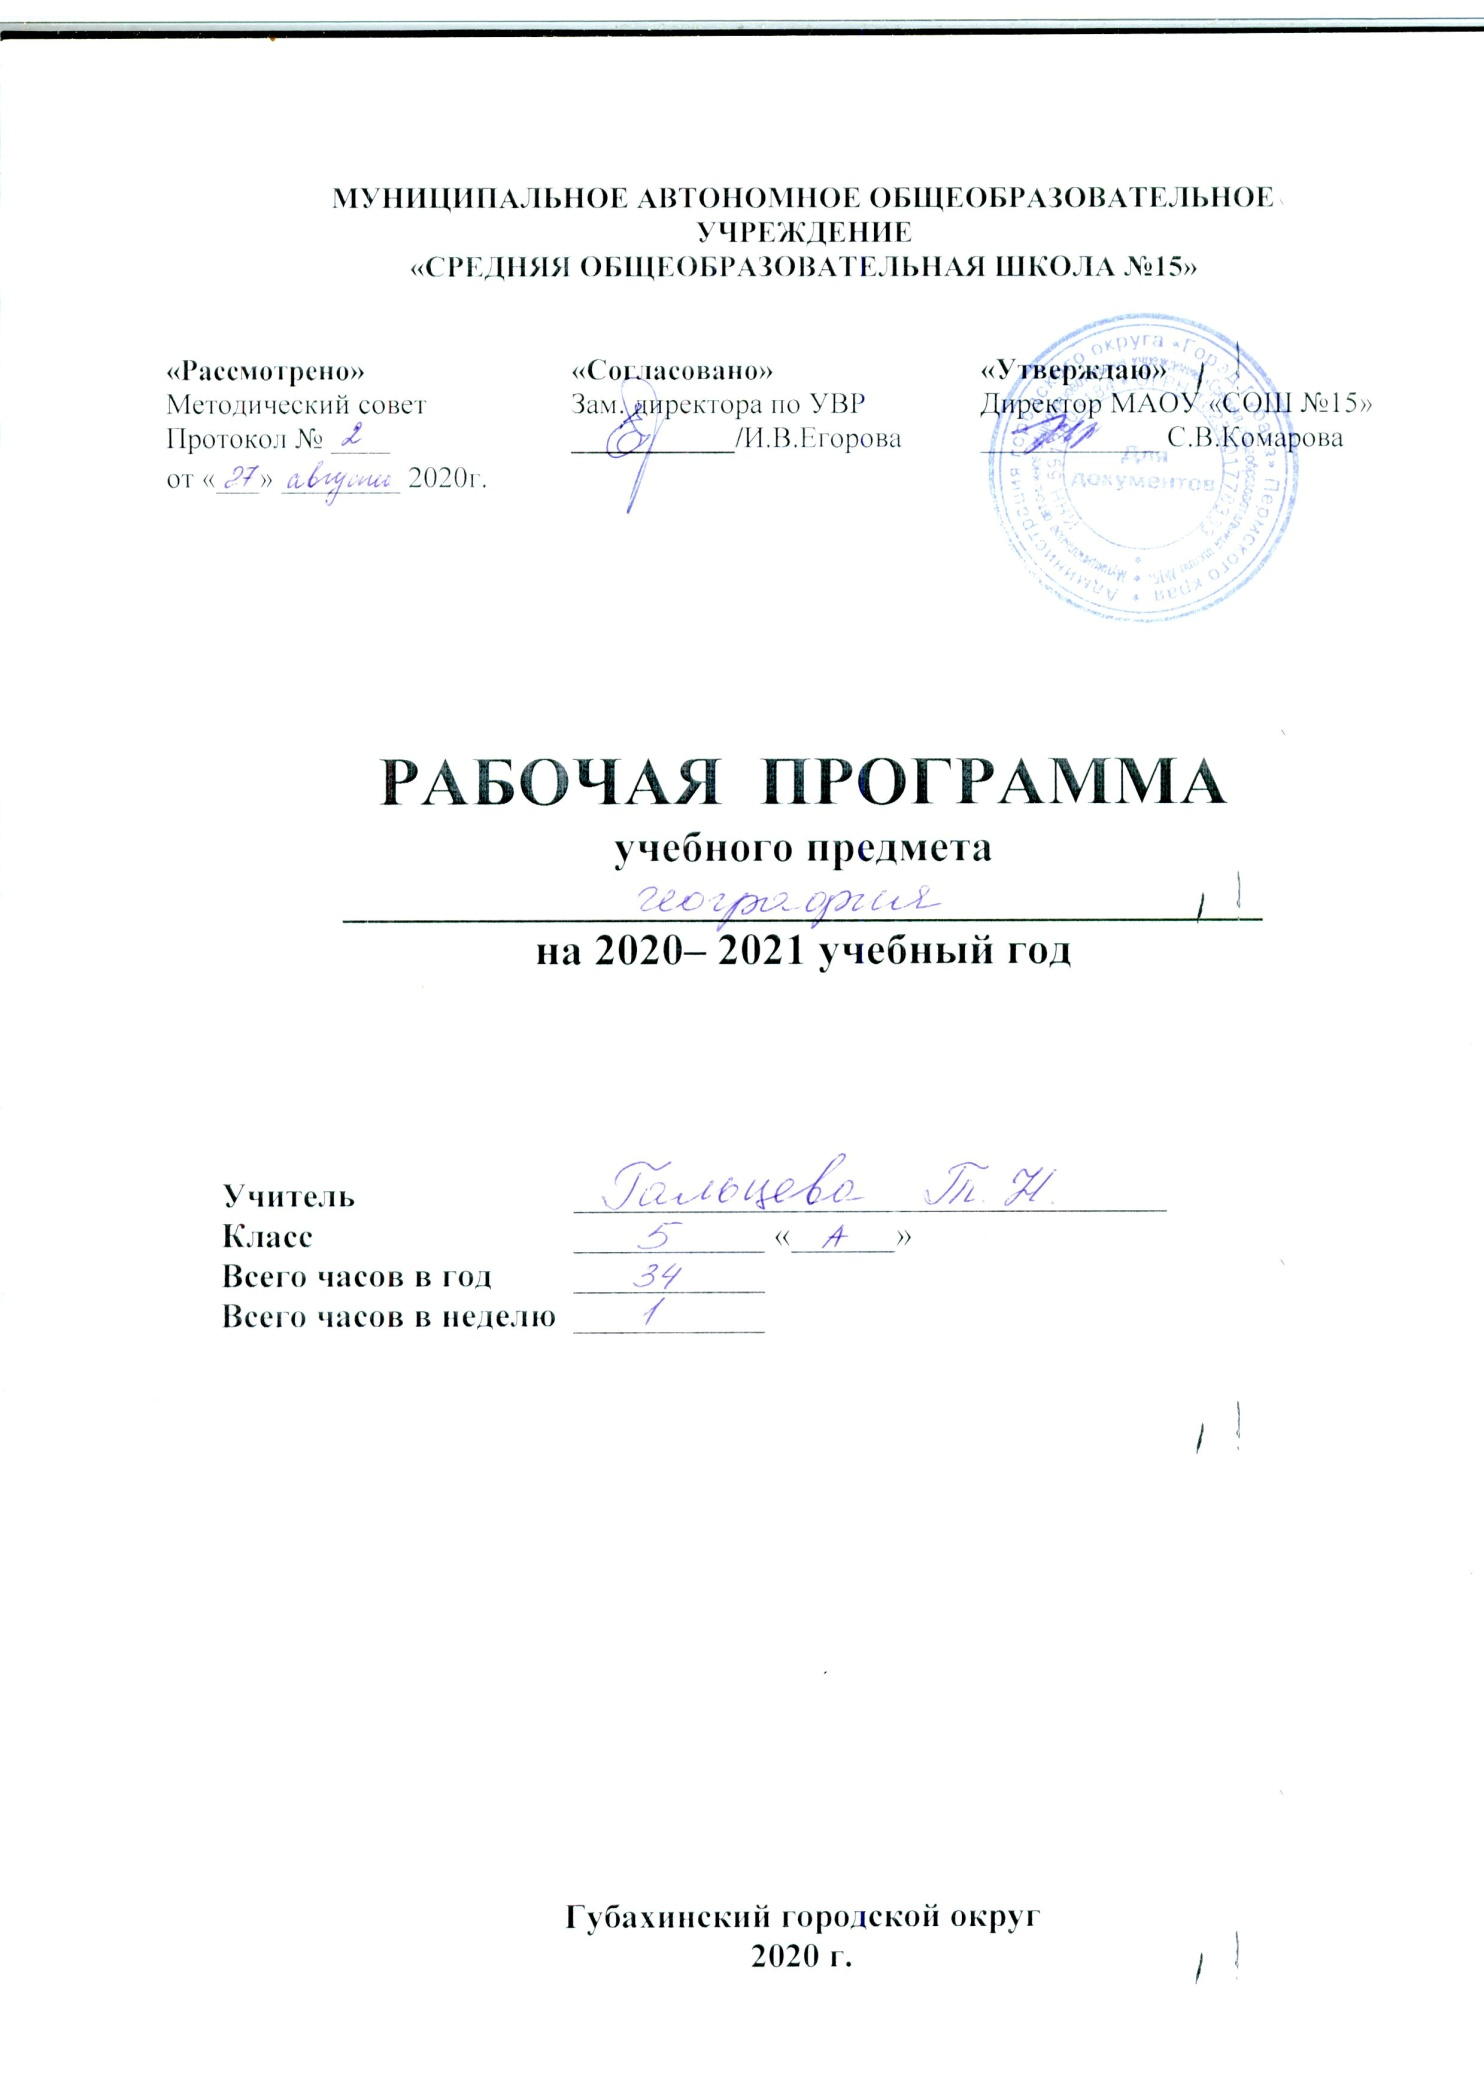 МУНИЦИПАЛЬНОЕ АВТОНОМНОЕ ОБЩЕОБРАЗОВАТЕЛЬНОЕ
УЧРЕЖДЕНИЕ
«СРЕДНЯЯ ОБЩЕОБРАЗОВАТЕЛЬНАЯ ШКОЛА №15»
«Рассмотрено»
Методический совет
Протокол № 2
от «27» августа 2020г.
«Согласовано»
Зам. директора по УВР
/И.В.Егорова
«Утверждаю»
Директор МАОУ «СОШ №15»
С.В.Комарова
Для
документов
РАБОЧАЯ ПРОГРАММА
учебного предмета
география
на 2020– 2021 учебный год
Учитель Гальцева Т. Н.
Класс 5 «А»
Всего часов в год 34
Всего часов в неделю 1
Губахинский городской округ
2020 г.